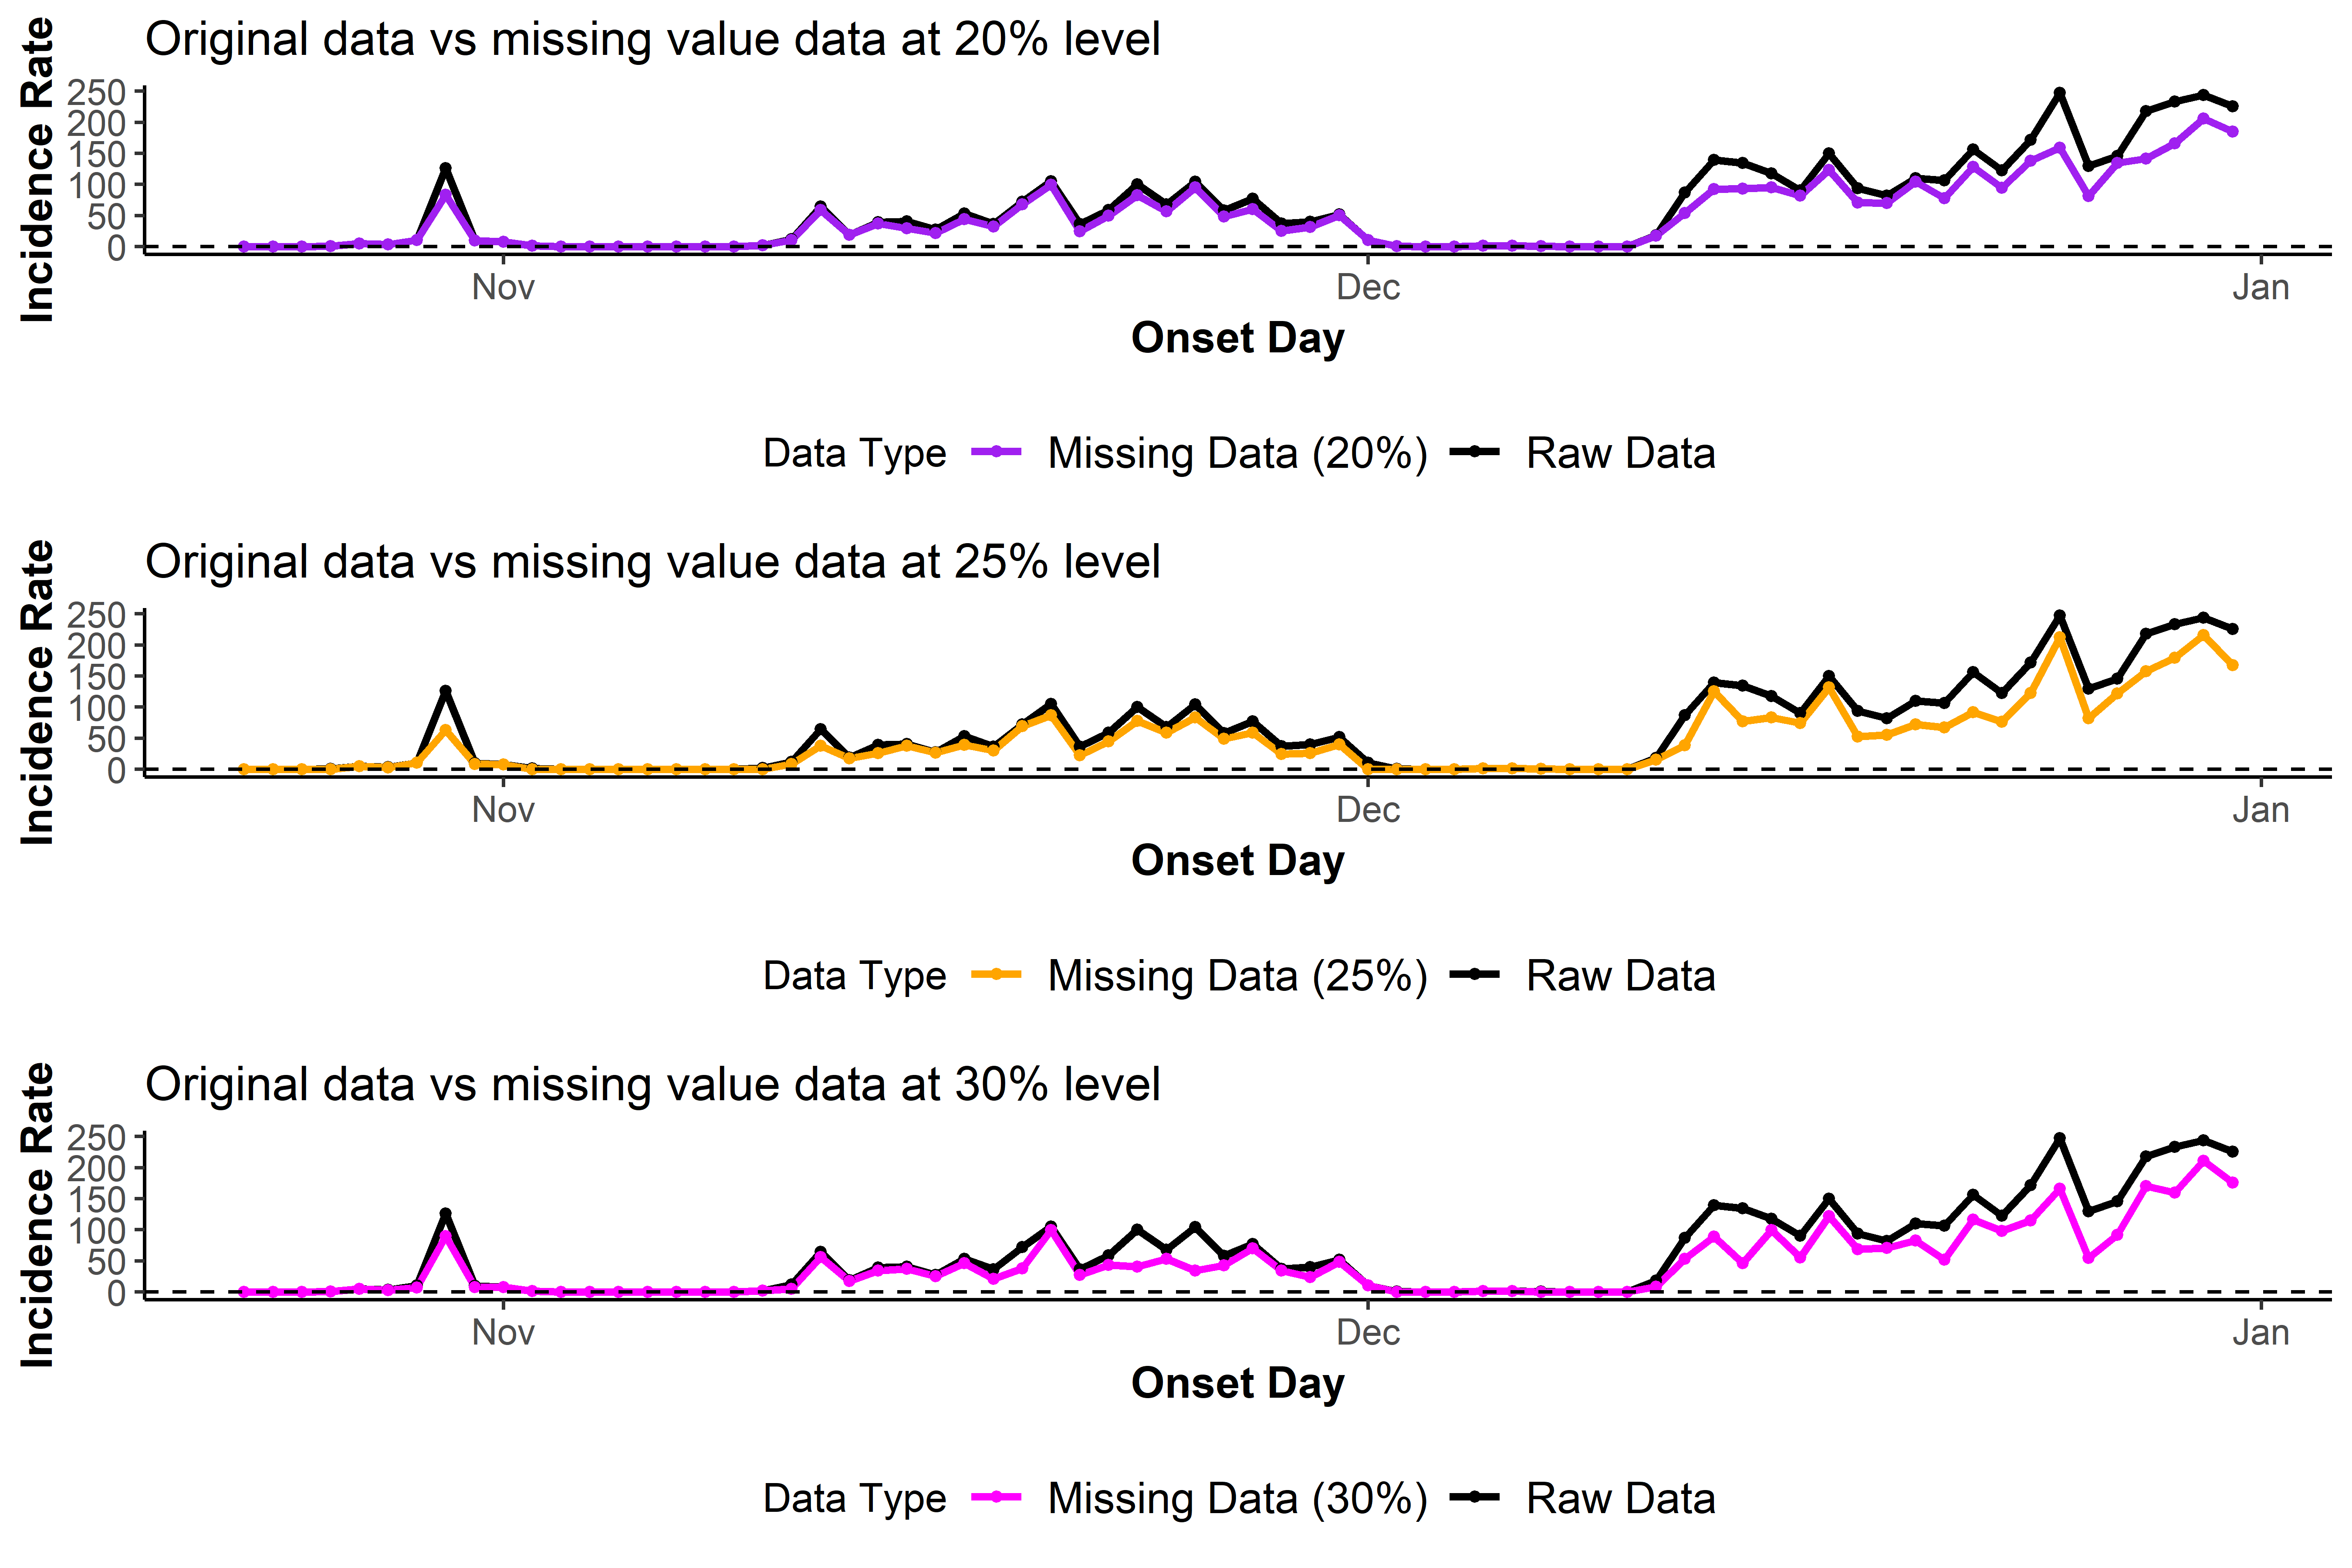 Original data vs missing value data at 20% level
Incidence Rate
250
200
150
100
50
0
Nov Dec Jan
Onset Day
Data Type Missing Data (20%) Raw Data
Original data vs missing value data at 25% level
Incidence Rate
250
200
150
100
50
0
Nov Dec Jan
Onset Day
Data Type Missing Data (25%) Raw Data
Original data vs missing value data at 30% level
Incidence Rate
250
200
150
100
50
0
Nov Dec Jan
Onset Day
Data Type Missing Data (30%) Raw Data